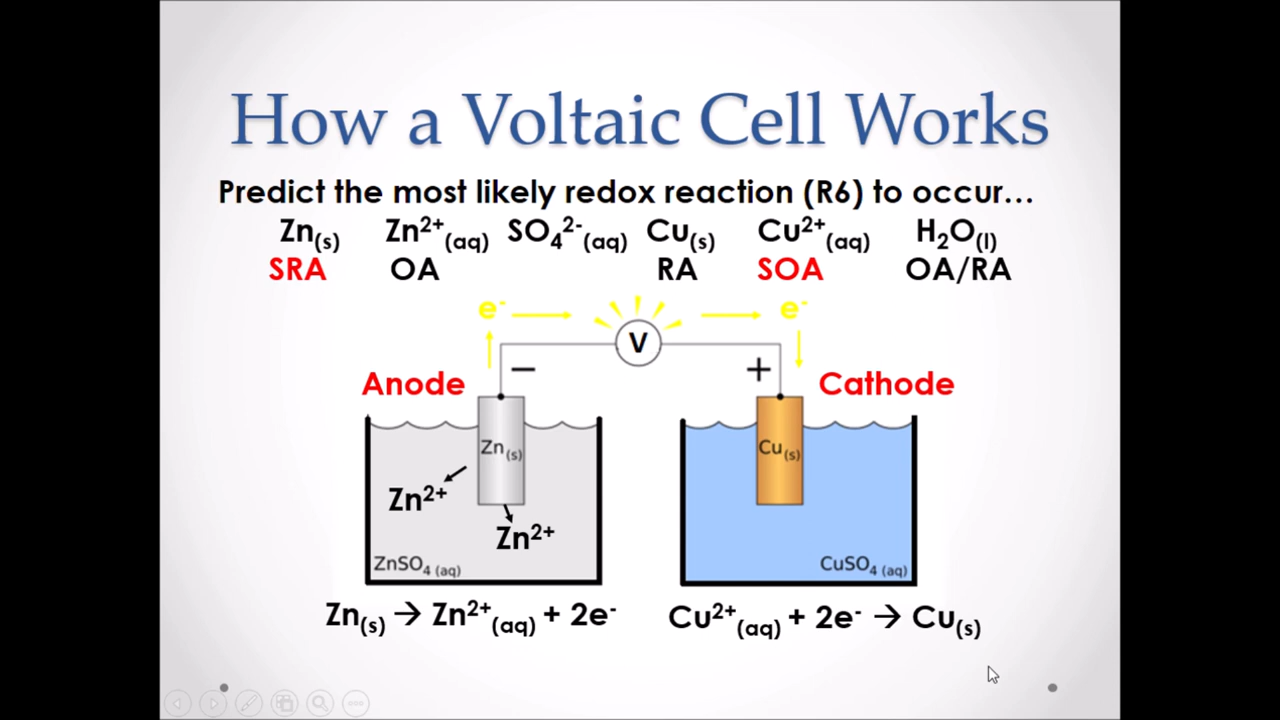 How a Voltaic Cell Works
Predict the most likely redox reaction (R6) to occur...
Zn(s) Zn²⁺(aq) SO₄²⁻(aq) Cu(s) Cu²⁺(aq) H₂O(l)
SRA OA RA SOA OA/RA
e⁻ e⁻
V
− +
Anode Cathode
Zn(s) Cu(s)
Zn²⁺
Zn²⁺
ZnSO₄ (aq) CuSO₄ (aq)
Zn(s) → Zn²⁺(aq) + 2e⁻ Cu²⁺(aq) + 2e⁻ → Cu(s)